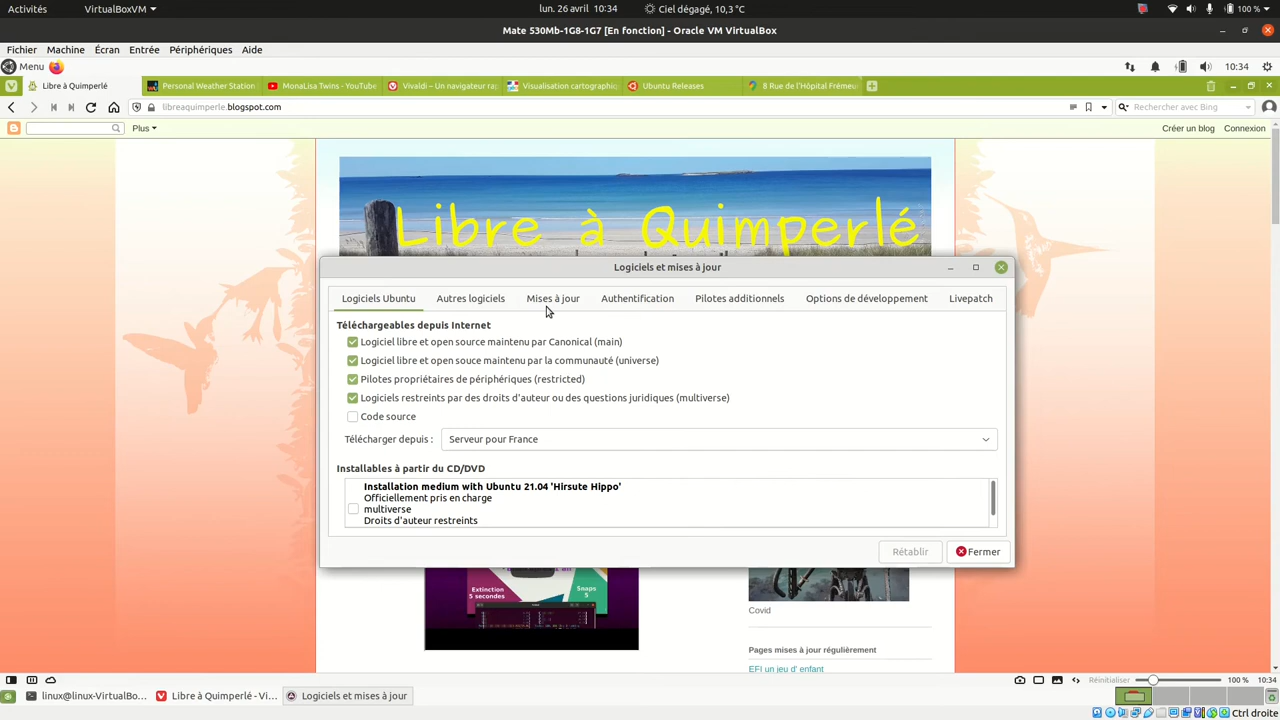 Activités
VirtualBoxVM
lun. 26 avril 10:34
Ciel dégagé, 10,3 °C
100 %
Mate 530Mb-1G8-1G7 [En fonction] - Oracle VM VirtualBox
Fichier Machine Écran Entrée Périphériques Aide
Menu
10:34
Libre à Quimperlé
Personal Weather Station
MonaLisa Twins - YouTube
Vivaldi – Un navigateur rap
Visualisation cartographiq
Ubuntu Releases
8 Rue de l'Hôpital Frémeur
libreaquimperle.blogspot.com
Rechercher avec Bing
Plus
Créer un blog
Connexion
Libre à Quimperlé
Logiciels et mises à jour
Logiciels Ubuntu
Autres logiciels
Mises à jour
Authentification
Pilotes additionnels
Options de développement
Livepatch
Téléchargeables depuis Internet
Logiciel libre et open source maintenu par Canonical (main)
Logiciel libre et open souce maintenu par la communauté (universe)
Pilotes propriétaires de périphériques (restricted)
Logiciels restreints par des droits d'auteur ou des questions juridiques (multiverse)
Code source
Télécharger depuis :
Serveur pour France
Installables à partir du CD/DVD
Installation medium with Ubuntu 21.04 'Hirsute Hippo'
Officiellement pris en charge
multiverse
Droits d'auteur restreints
Rétablir
Fermer
Extinction
5 secondes
Snaps
5
Covid
Pages mises à jour régulièrement
EFI un jeu d' enfant
Réinitialiser
100 %
10:34
linux@linux-VirtualBo...
Libre à Quimperlé - Vi...
Logiciels et mises à jour
Ctrl droite